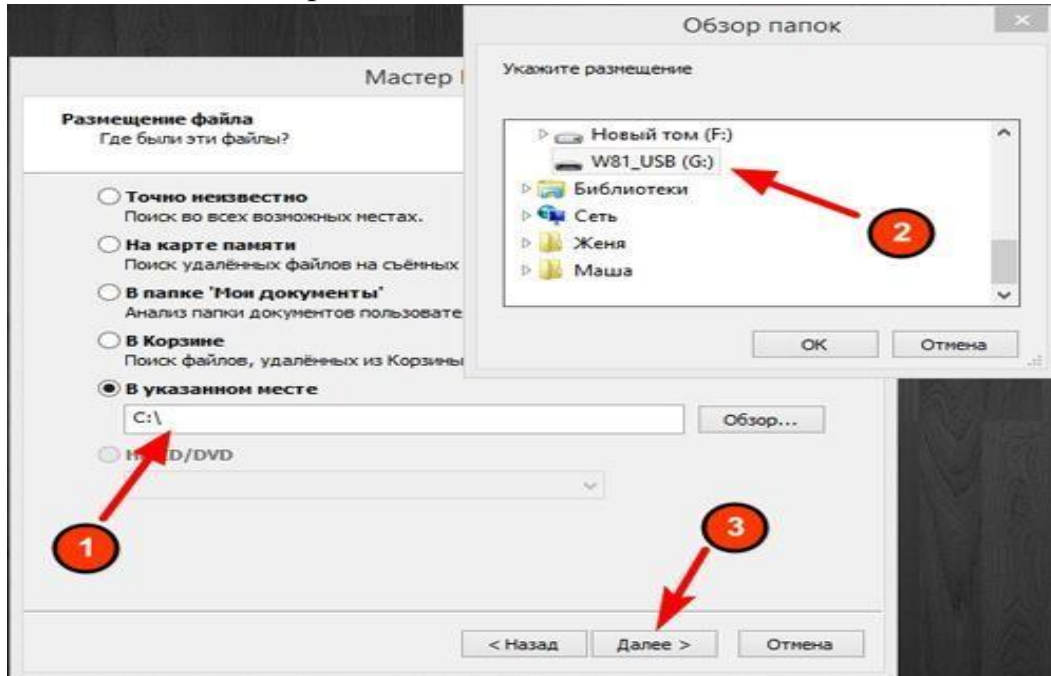 Обзор папок
Укажите размещение
Новый том (F:)
W81_USB (G:)
Библиотеки
Сеть
Женя
Маша
ОК
Отмена
2
Мастер
Размещение файла
Где были эти файлы?
Точно неизвестно
Поиск во всех возможных местах.
На карте памяти
Поиск удалённых файлов на съёмных
В папке 'Мои документы'
Анализ папки документов пользовате
В Корзине
Поиск файлов, удалённых из Корзины
В указанном месте
C:\
Обзор...
D/DVD
1
3
< Назад
Далее >
Отмена